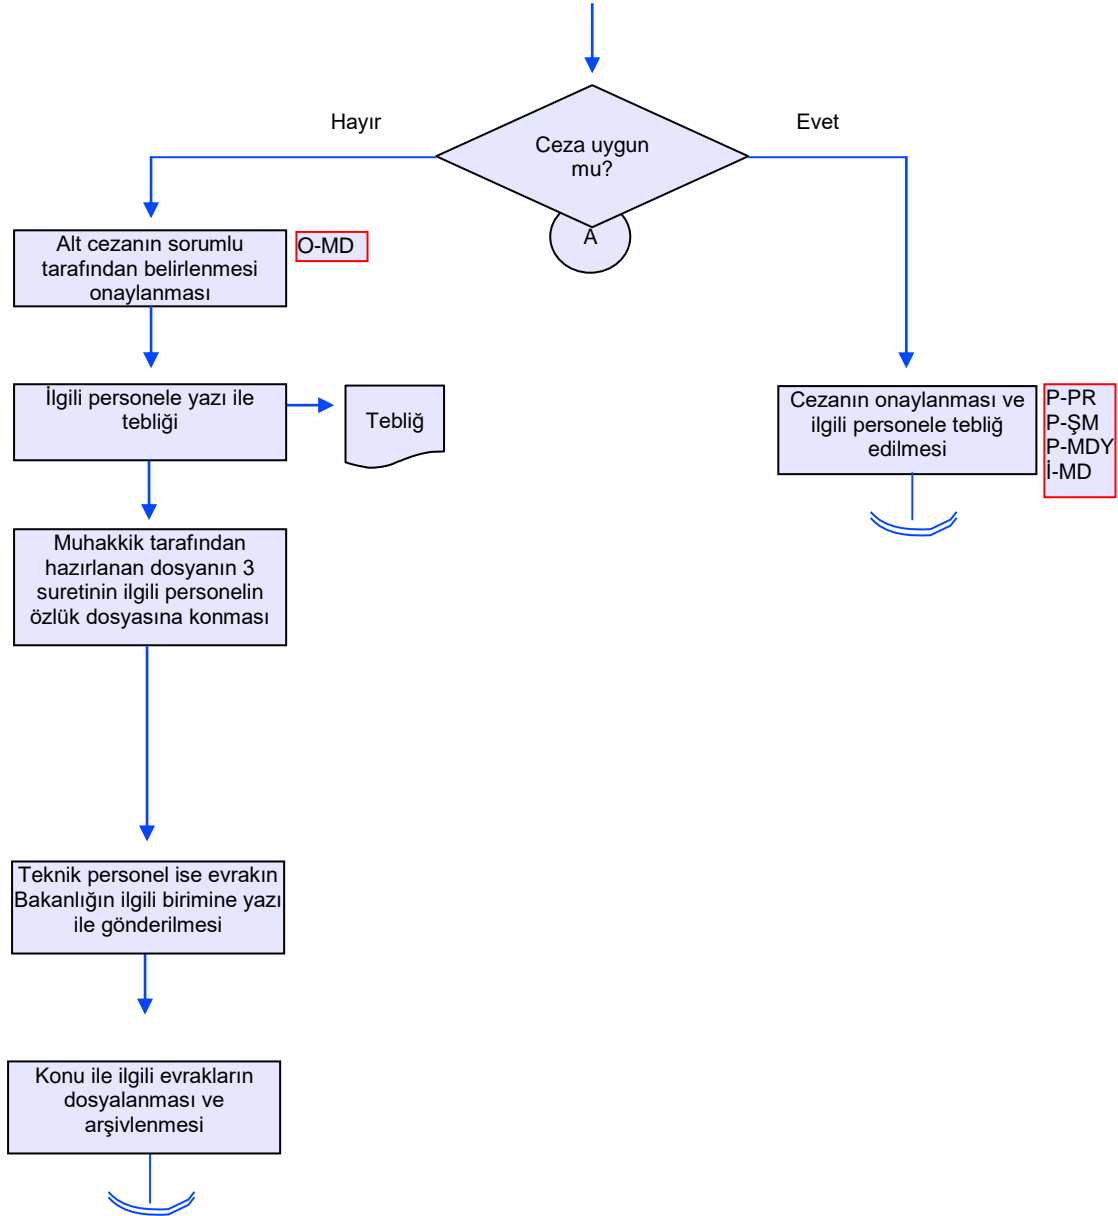 Hayır
Evet
Ceza uygun
mu?
A
Alt cezanın sorumlu
tarafından belirlenmesi
onaylanması
O-MD
İlgili personele yazı ile
tebliği
Tebliğ
Cezanın onaylanması ve
ilgili personele tebliğ
edilmesi
P-PR
P-ŞM
P-MDY
İ-MD
Muhakkik tarafından
hazırlanan dosyanın 3
suretinin ilgili personelin
özlük dosyasına konması
Teknik personel ise evrakın
Bakanlığın ilgili birimine yazı
ile gönderilmesi
Konu ile ilgili evrakların
dosyalanması ve
arşivlenmesi